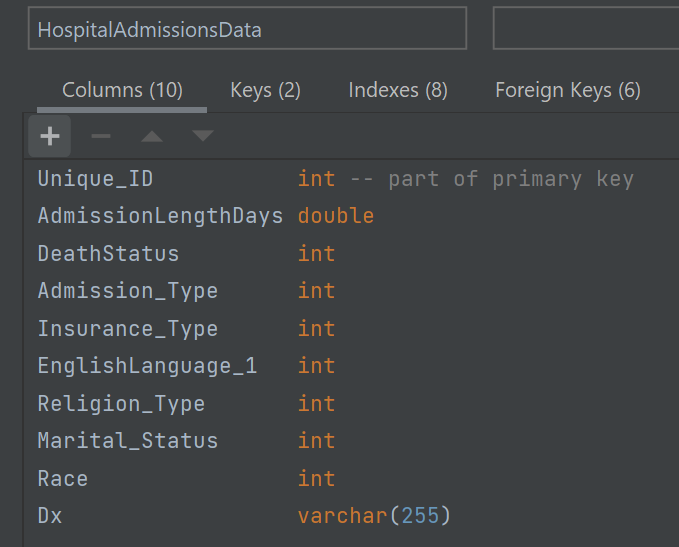 HospitalAdmissionsData
Columns (10) Keys (2) Indexes (8) Foreign Keys (6)
Unique_ID int -- part of primary key
AdmissionLengthDays double
DeathStatus int
Admission_Type int
Insurance_Type int
EnglishLanguage_1 int
Religion_Type int
Marital_Status int
Race int
Dx varchar(255)